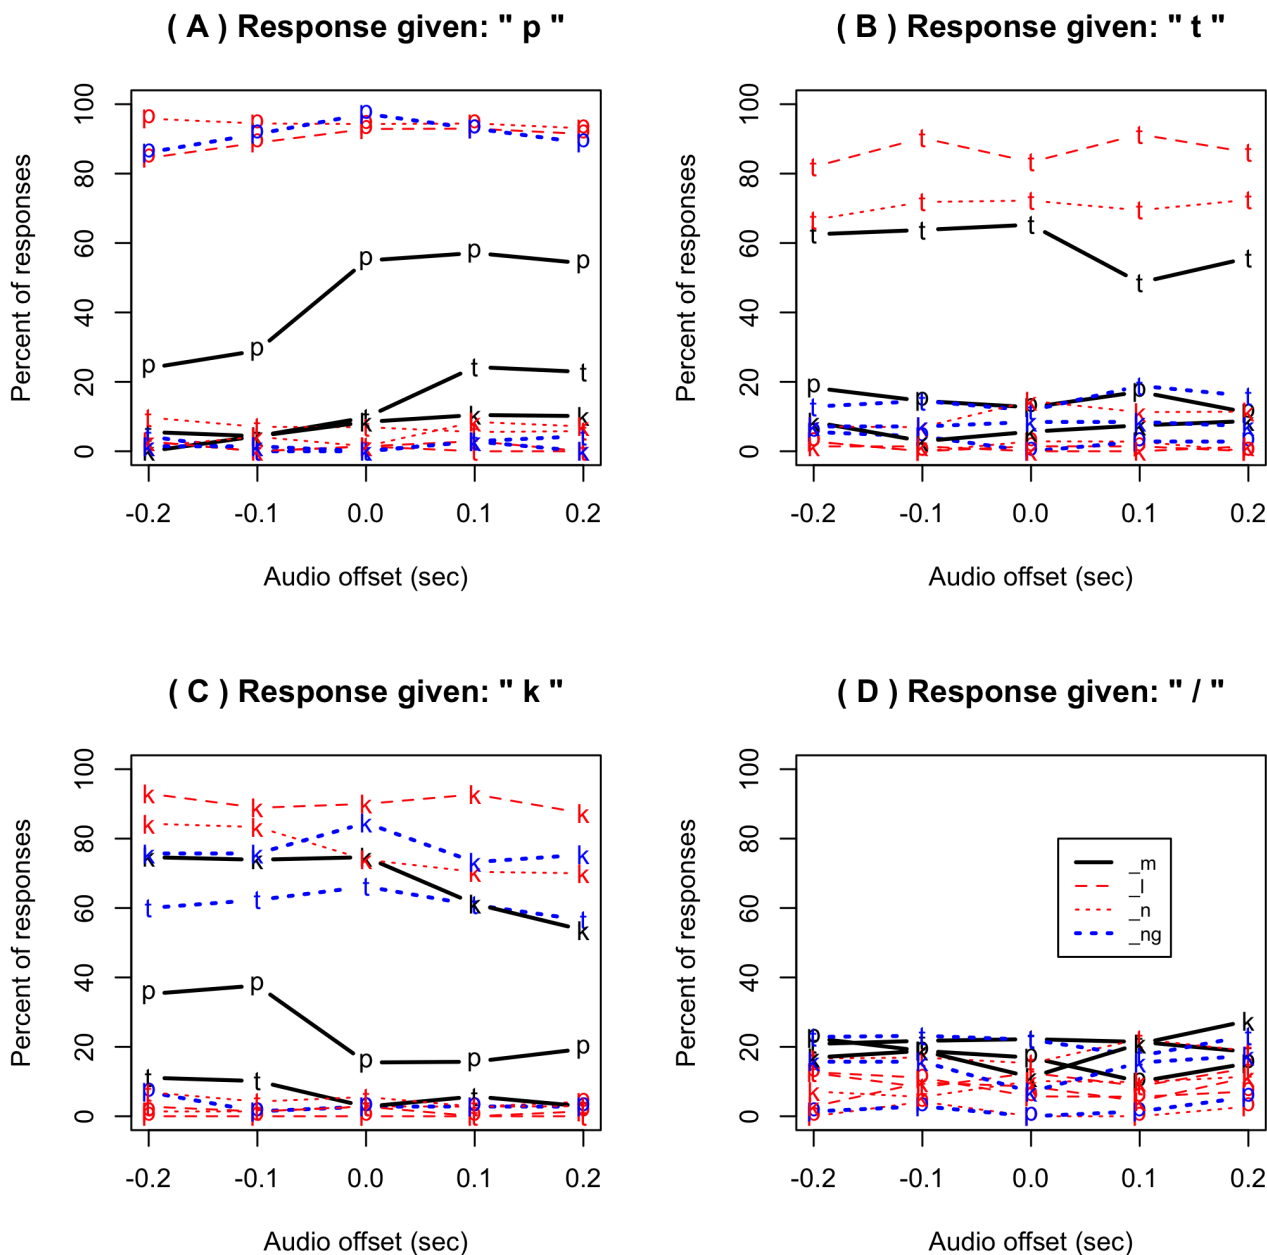 ( A ) Response given: " p "
Percent of responses
100
80
60
40
20
0
-0.2 -0.1 0.0 0.1 0.2
Audio offset (sec)
( B ) Response given: " t "
Percent of responses
100
80
60
40
20
0
-0.2 -0.1 0.0 0.1 0.2
Audio offset (sec)
( C ) Response given: " k "
Percent of responses
100
80
60
40
20
0
-0.2 -0.1 0.0 0.1 0.2
Audio offset (sec)
( D ) Response given: " / "
Percent of responses
100
80
60
40
20
0
_m
_l
_n
_ng
-0.2 -0.1 0.0 0.1 0.2
Audio offset (sec)